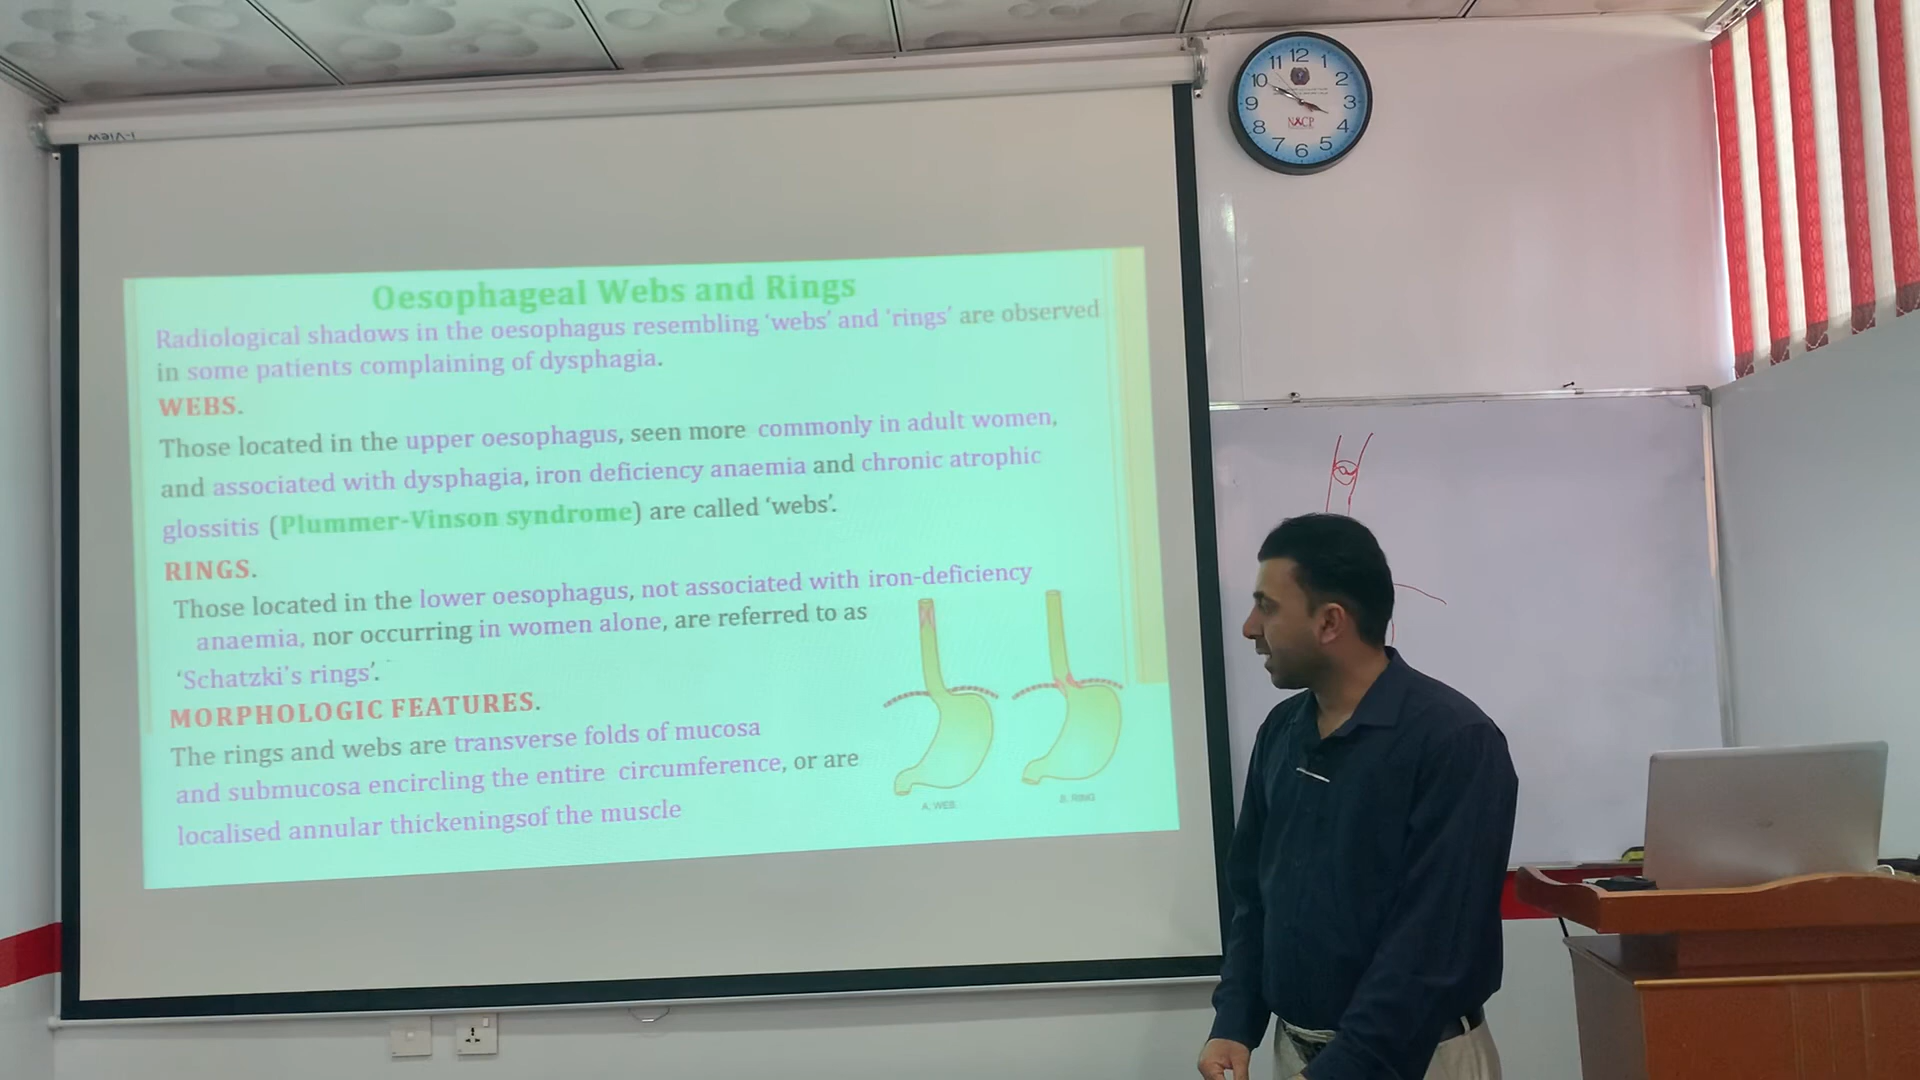 I-View
Oesophageal Webs and Rings
Radiological shadows in the oesophagus resembling 'webs' and 'rings' are observed
in some patients complaining of dysphagia.
WEBS.
Those located in the upper oesophagus, seen more commonly in adult women,
and associated with dysphagia, iron deficiency anaemia and chronic atrophic
glossitis (Plummer-Vinson syndrome) are called 'webs'.
RINGS.
Those located in the lower oesophagus, not associated with iron-deficiency
anaemia, nor occurring in women alone, are referred to as
'Schatzki's rings'.
MORPHOLOGIC FEATURES.
The rings and webs are transverse folds of mucosa
and submucosa encircling the entire circumference, or are
localised annular thickeningsof the muscle
A. WEB
B. RING
12
1
2
3
4
5
6
7
8
9
10
11
NACP